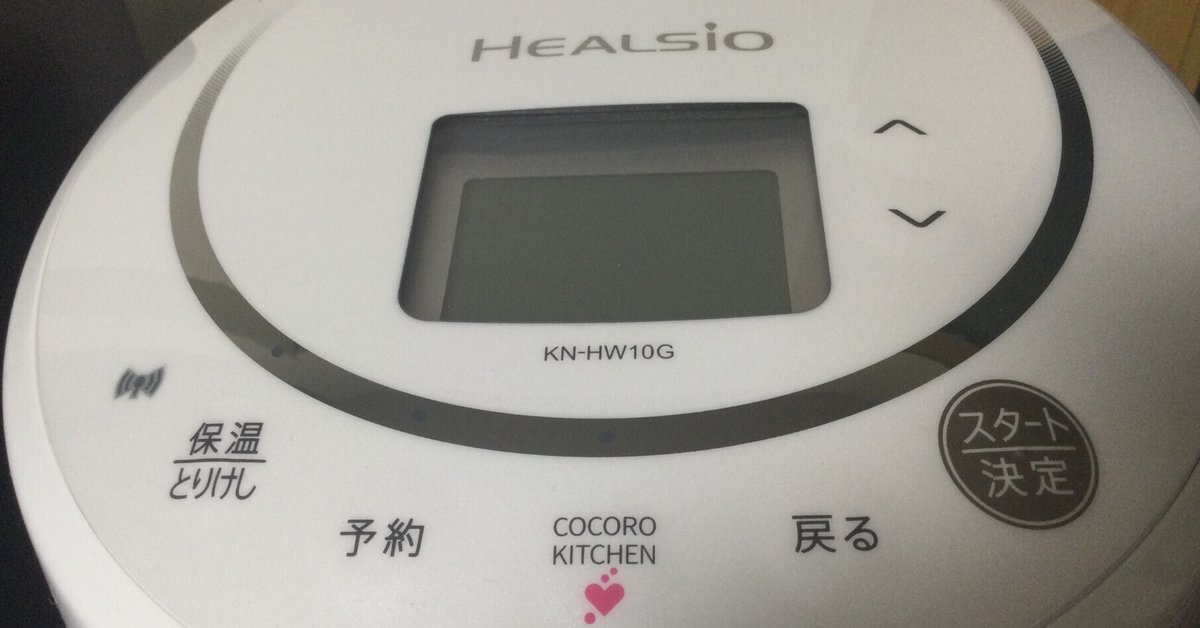 HEALSiO
KN-HW10G
保温
とりけし
予約
COCORO
KITCHEN
戻る
スタート
決定